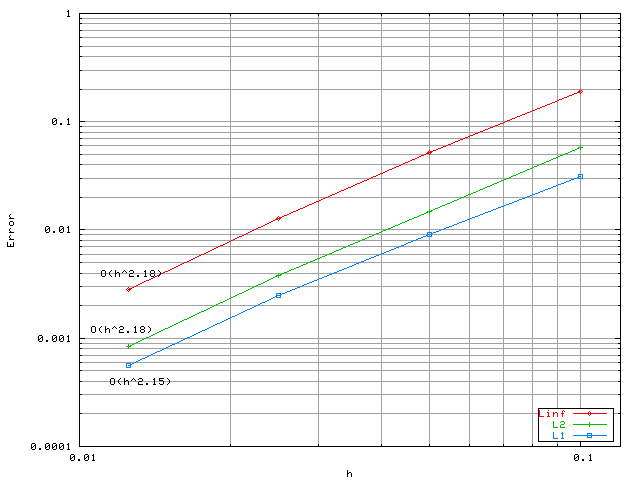 1
0.1
0.01
0.001
0.0001
Error
O(h^2.18)
O(h^2.18)
O(h^2.15)
Linf
L2
L1
0.01
0.1
h